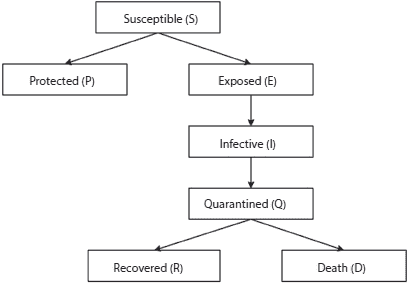 Susceptible (S)
Protected (P)
Exposed (E)
Infective (I)
Quarantined (Q)
Recovered (R)
Death (D)